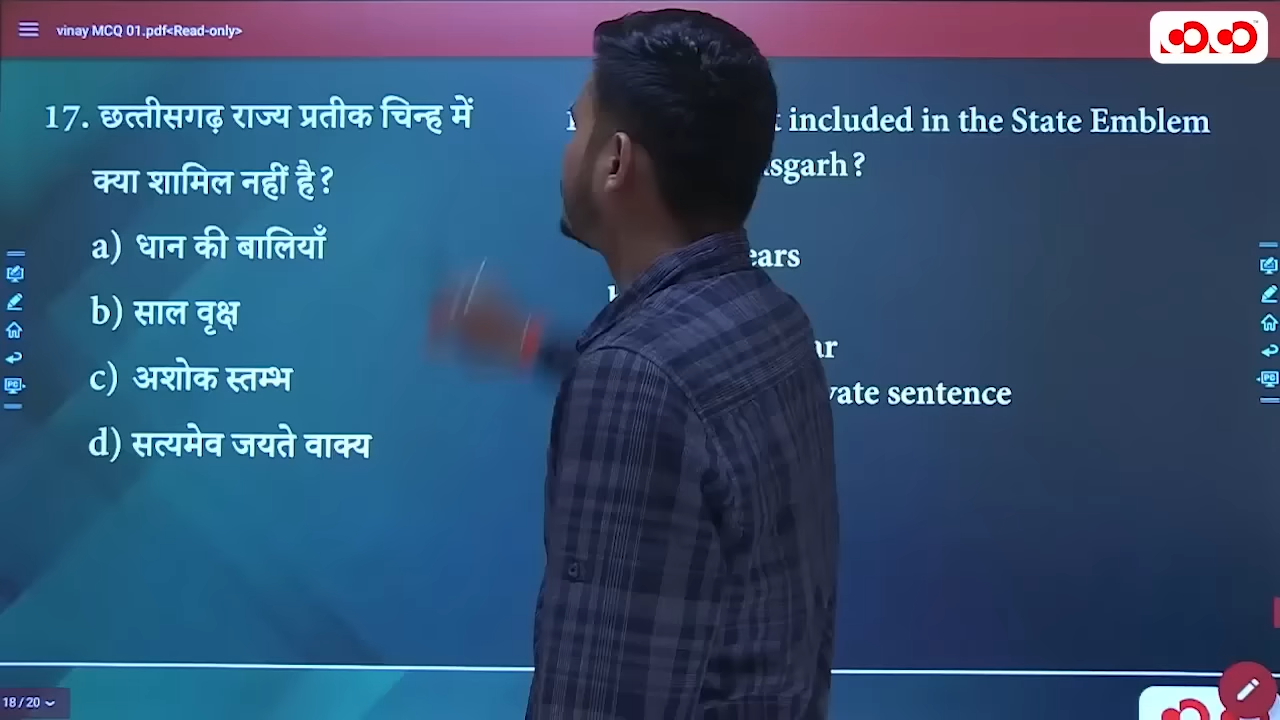 vinay MCQ 01.pdf<Read-only>
17. छत्तीसगढ़ राज्य प्रतीक चिन्ह में
क्या शामिल नहीं है?
a) धान की बालियाँ
b) साल वृक्ष
c) अशोक स्तम्भ
d) सत्यमेव जयते वाक्य
included in the State Emblem
sgarh?
ears
ar
vate sentence
18 / 20